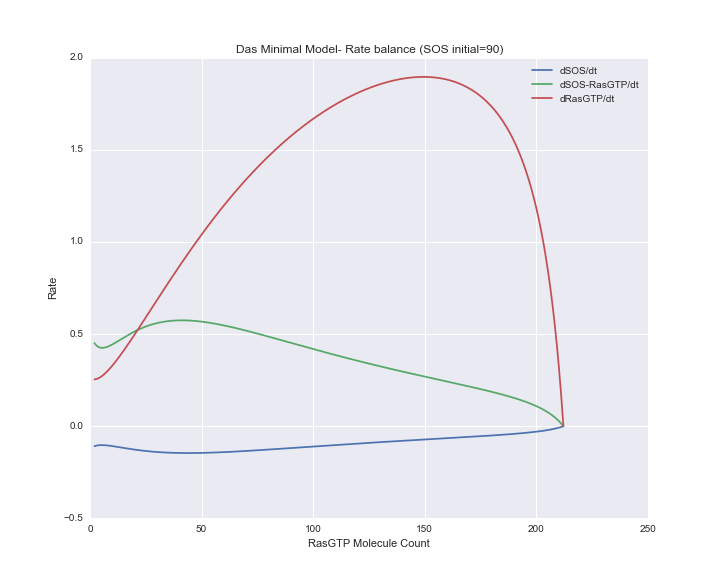 Das Minimal Model- Rate balance (SOS initial=90)
dSOS/dt
dSOS-RasGTP/dt
dRasGTP/dt
2.0
1.5
1.0
0.5
0.0
−0.5
Rate
0 50 100 150 200 250
RasGTP Molecule Count